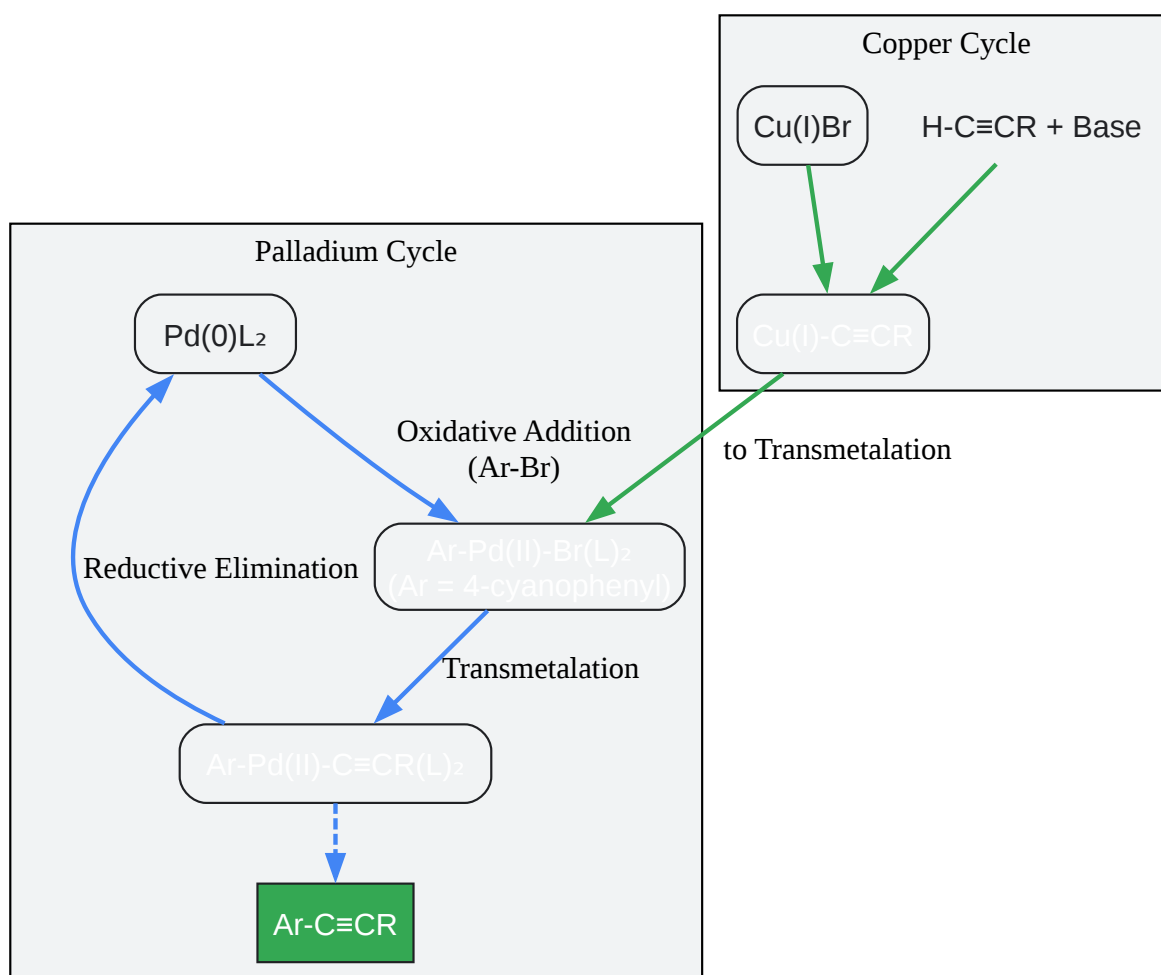 Copper Cycle
Cu(I)Br
H-C≡CR + Base
Cu(I)-C≡CR
to Transmetalation
Palladium Cycle
Pd(0)L₂
Oxidative Addition
(Ar-Br)
Ar-Pd(II)-Br(L)₂
(Ar = 4-cyanophenyl)
Reductive Elimination
Transmetalation
Ar-Pd(II)-C≡CR(L)₂
Ar-C≡CR